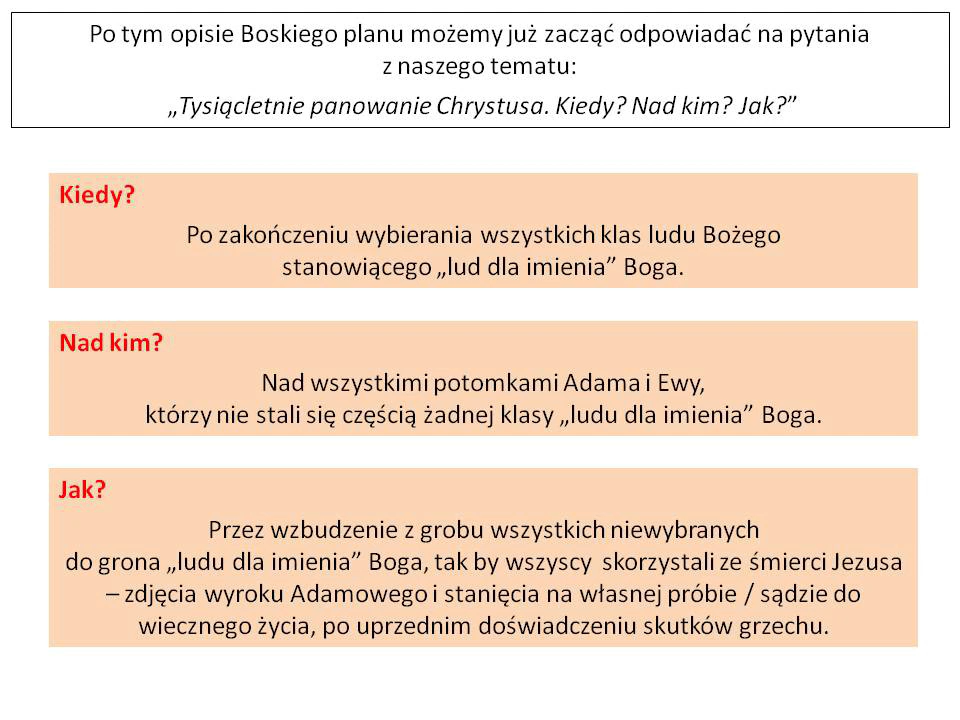 Po tym opisie Boskiego planu możemy już zacząć odpowiadać na pytania
z naszego tematu:
„Tysiącletnie panowanie Chrystusa. Kiedy? Nad kim? Jak?”
Kiedy?
Po zakończeniu wybierania wszystkich klas ludu Bożego
stanowiącego „lud dla imienia” Boga.
Nad kim?
Nad wszystkimi potomkami Adama i Ewy,
którzy nie stali się częścią żadnej klasy „ludu dla imienia” Boga.
Jak?
Przez wzbudzenie z grobu wszystkich niewybranych
do grona „ludu dla imienia” Boga, tak by wszyscy skorzystali ze śmierci Jezusa
– zdjęcia wyroku Adamowego i stanięcia na własnej próbie / sądzie do
wiecznego życia, po uprzednim doświadczeniu skutków grzechu.